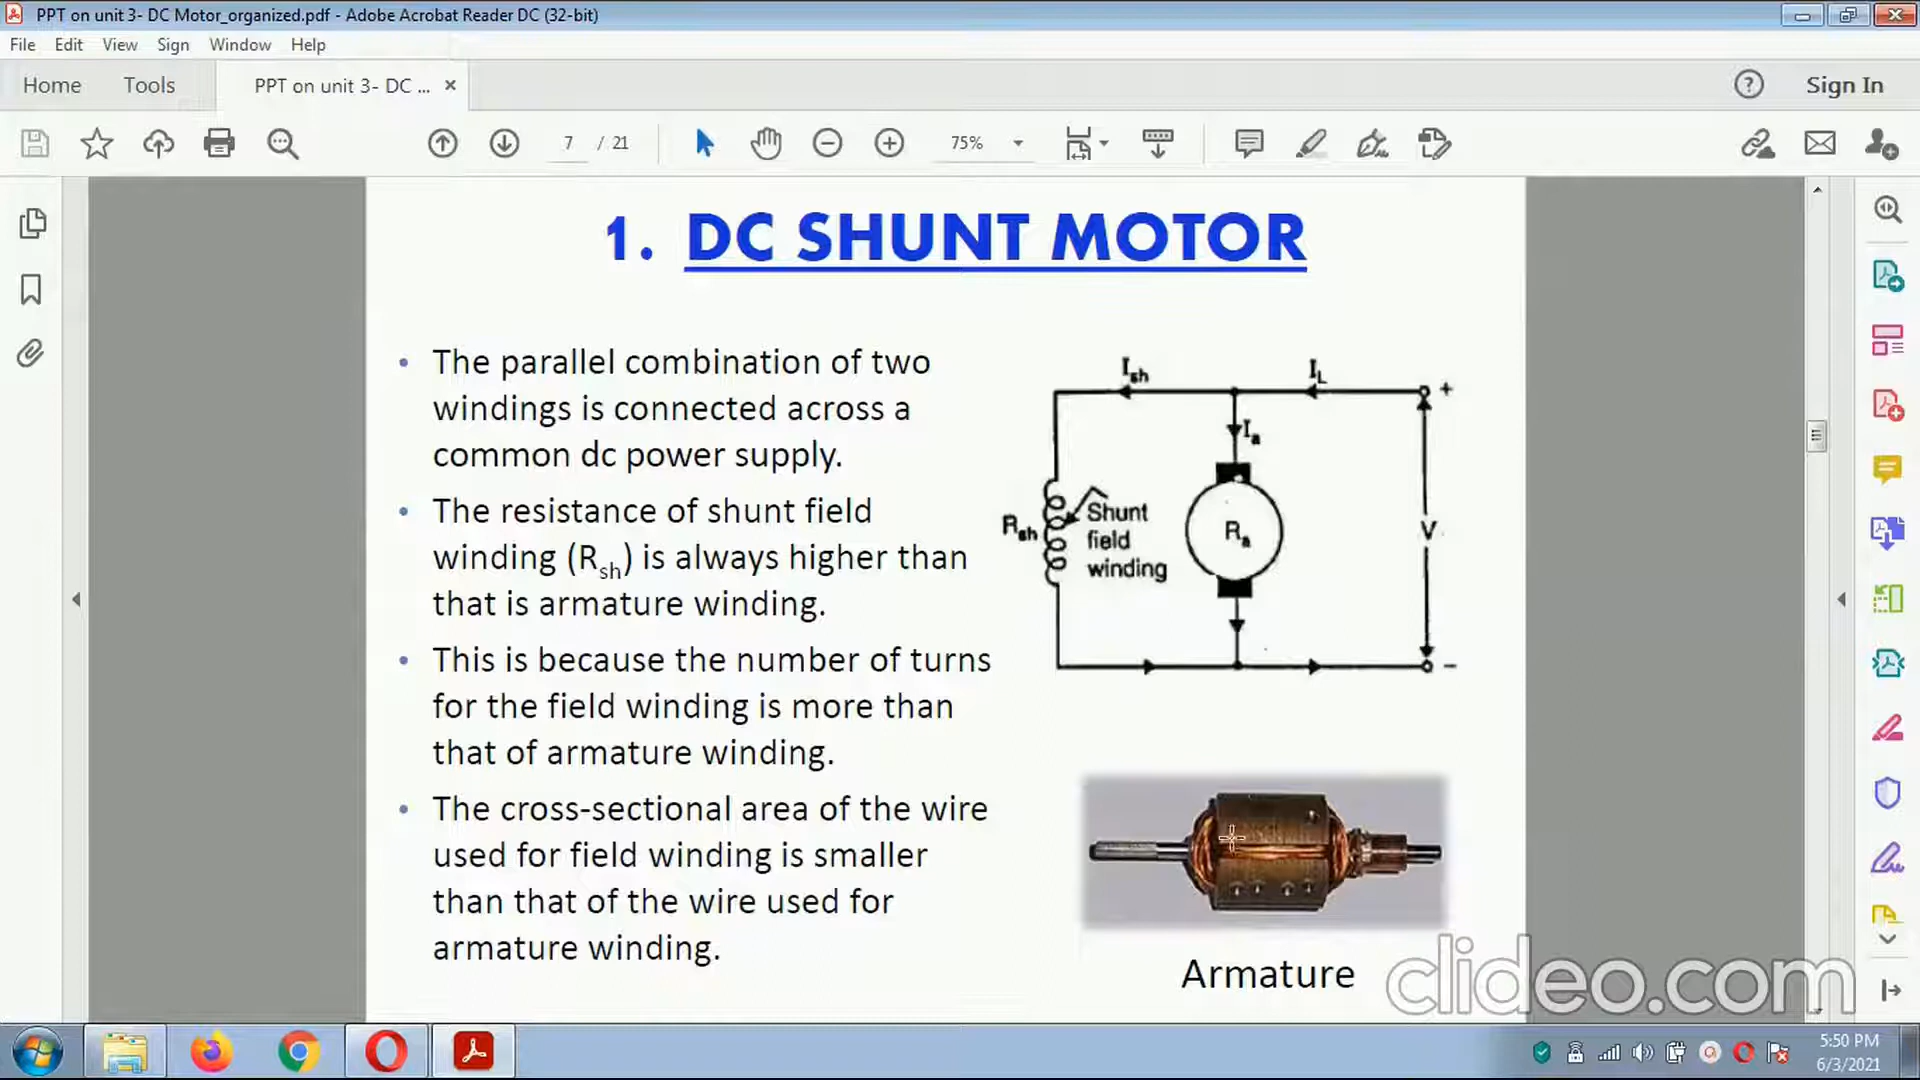 PPT on unit 3- DC Motor_organized.pdf - Adobe Acrobat Reader DC (32-bit)
File Edit View Sign Window Help
Home Tools PPT on unit 3- DC ... × Sign In
7 / 21 75%
1. DC SHUNT MOTOR
• The parallel combination of two
windings is connected across a
common dc power supply.
• The resistance of shunt field
winding (Rsh) is always higher than
that is armature winding.
• This is because the number of turns
for the field winding is more than
that of armature winding.
• The cross-sectional area of the wire
used for field winding is smaller
than that of the wire used for
armature winding.
Ish IL +
Ia
Rsh Shunt
field
winding
Ra
V
−
Armature
clideo.com
5:50 PM
6/3/2021